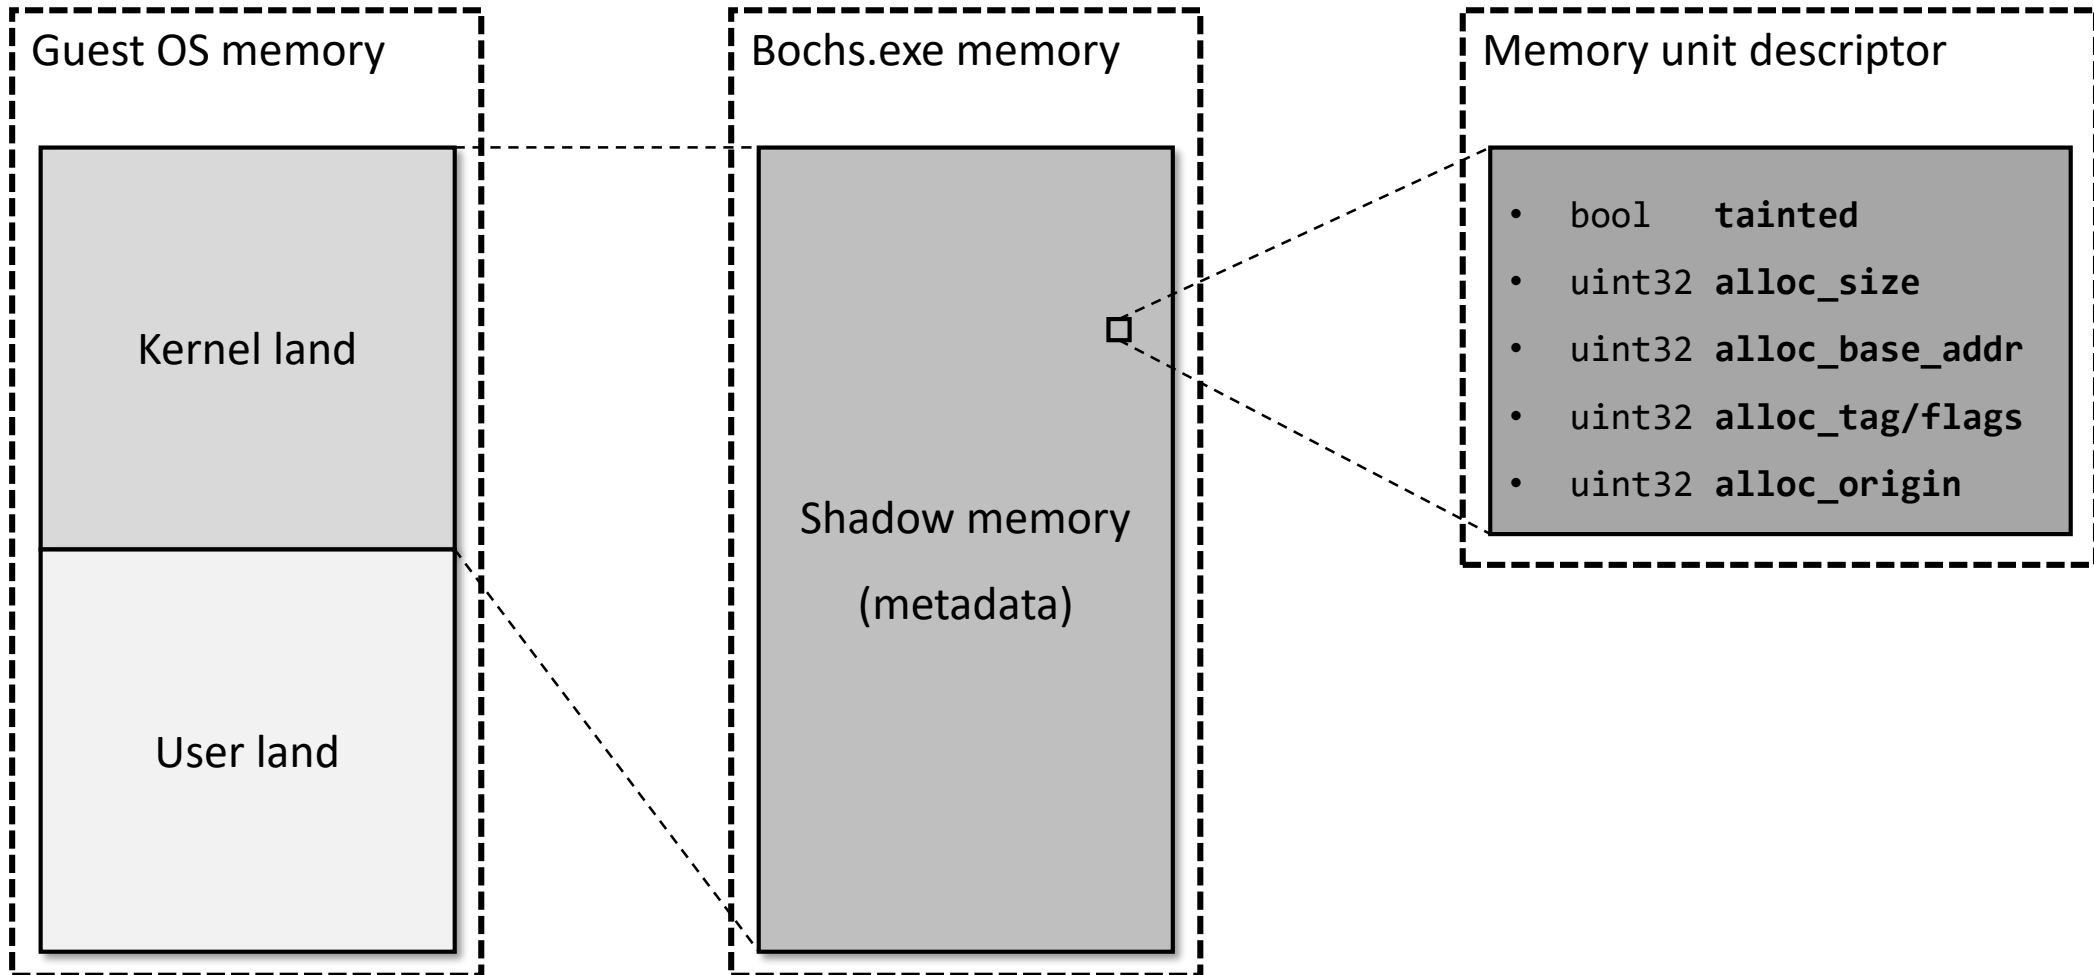 Guest OS memory
Kernel land
User land
Bochs.exe memory
Shadow memory
(metadata)
Memory unit descriptor
• bool tainted
• uint32 alloc_size
• uint32 alloc_base_addr
• uint32 alloc_tag/flags
• uint32 alloc_origin